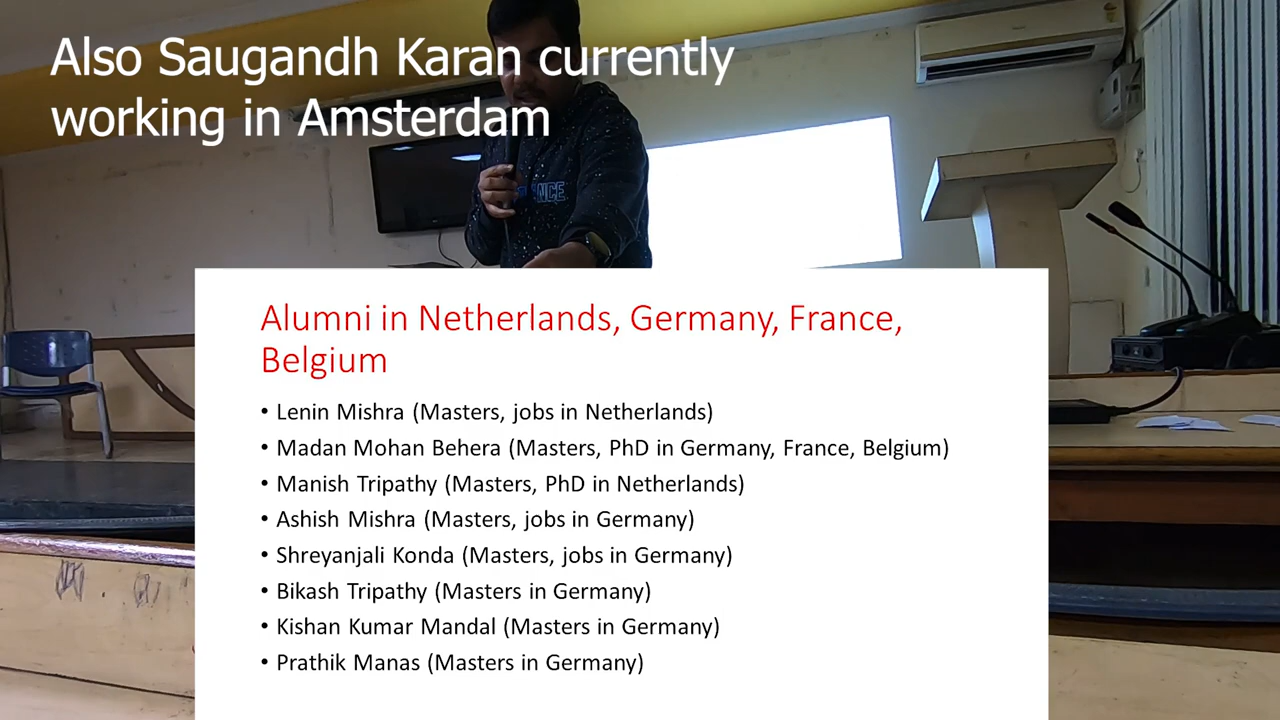 Also Saugandh Karan currently
working in Amsterdam
NCE
Alumni in Netherlands, Germany, France,
Belgium
• Lenin Mishra (Masters, jobs in Netherlands)
• Madan Mohan Behera (Masters, PhD in Germany, France, Belgium)
• Manish Tripathy (Masters, PhD in Netherlands)
• Ashish Mishra (Masters, jobs in Germany)
• Shreyanjali Konda (Masters, jobs in Germany)
• Bikash Tripathy (Masters in Germany)
• Kishan Kumar Mandal (Masters in Germany)
• Prathik Manas (Masters in Germany)